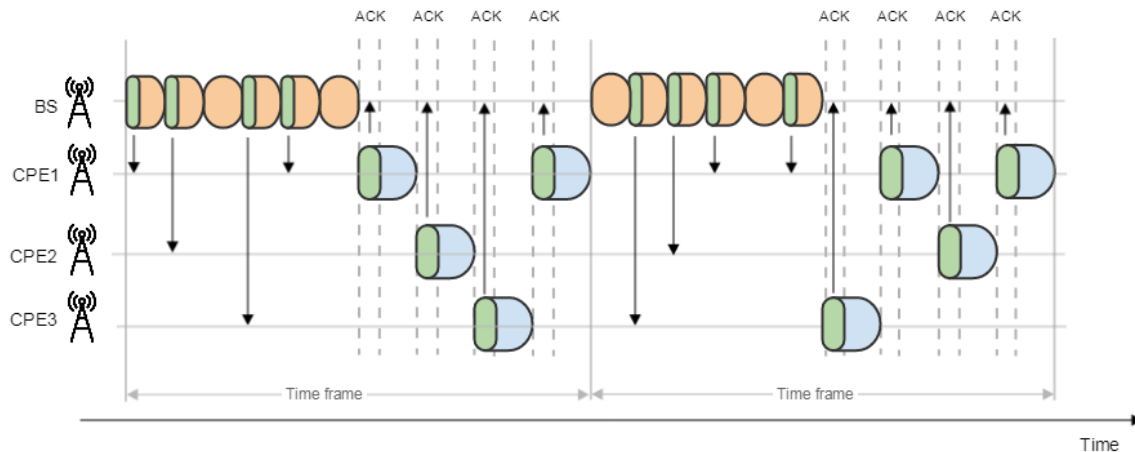 ACK ACK ACK ACK ACK ACK ACK ACK
BS
CPE1
CPE2
CPE3
Time frame Time frame
Time